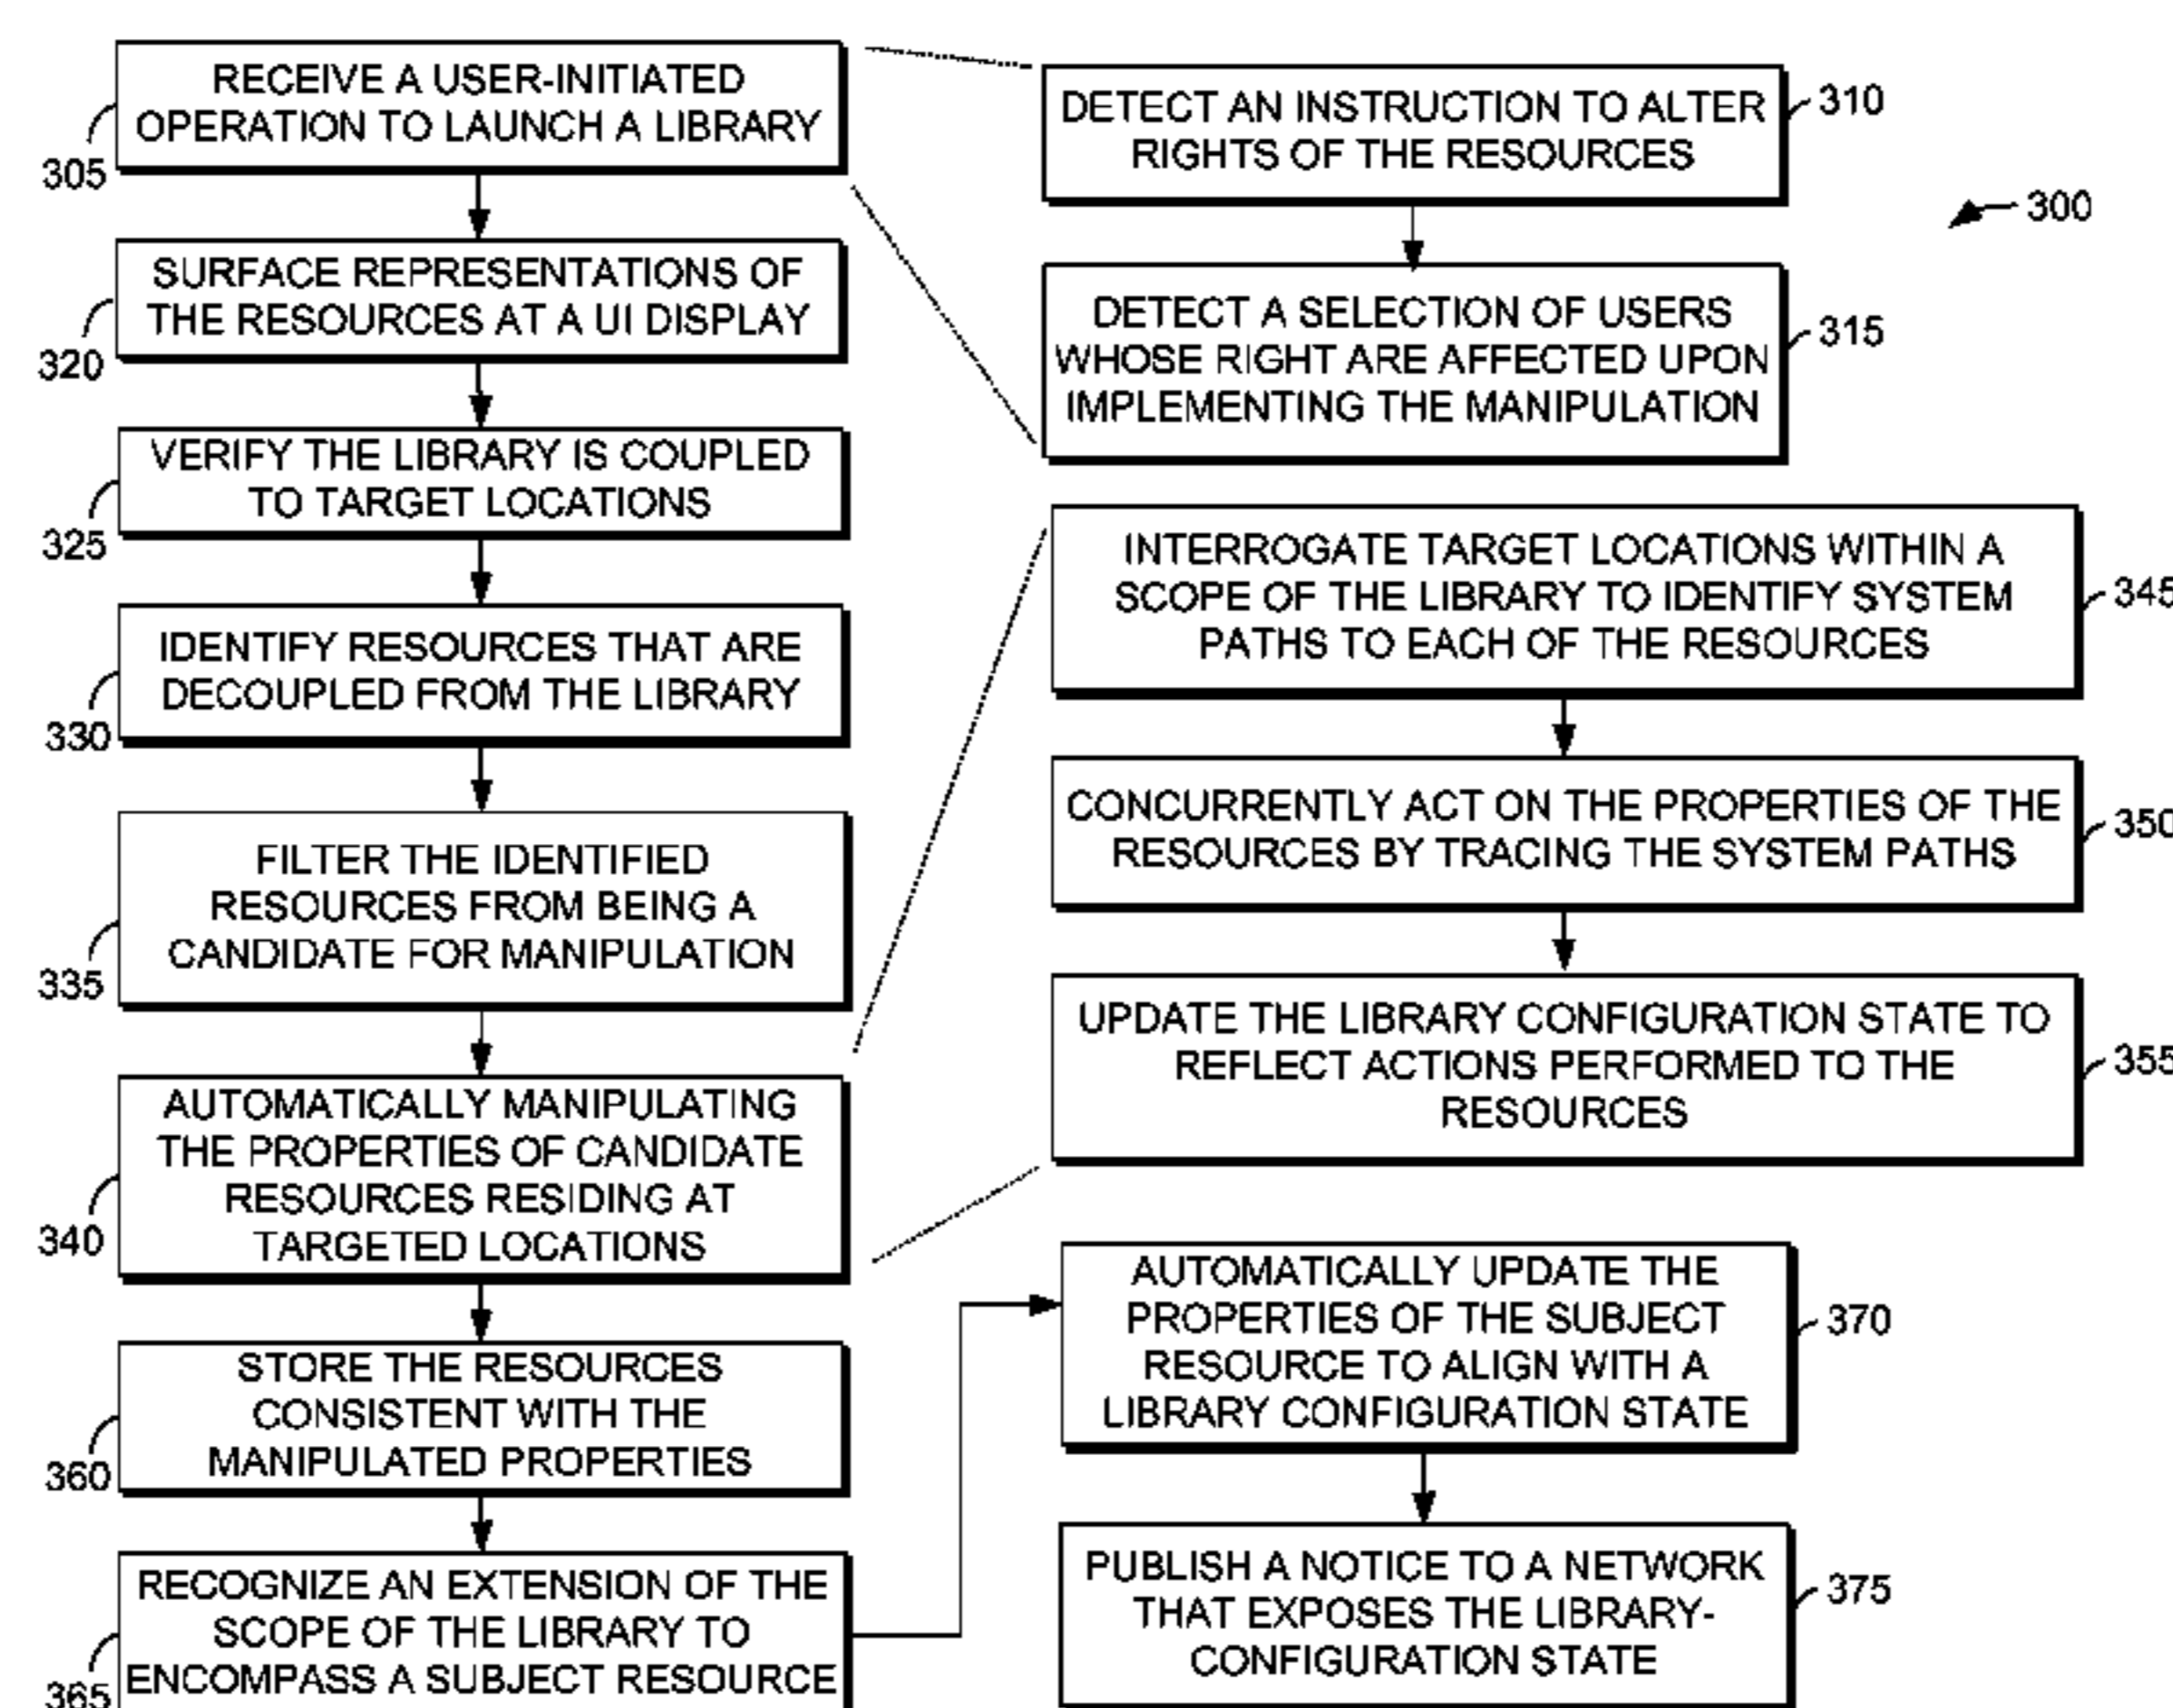 RECEIVE A USER-INITIATED
OPERATION TO LAUNCH A LIBRARY
305
SURFACE REPRESENTATIONS OF
THE RESOURCES AT A UI DISPLAY
320
VERIFY THE LIBRARY IS COUPLED
TO TARGET LOCATIONS
325
IDENTIFY RESOURCES THAT ARE
DECOUPLED FROM THE LIBRARY
330
FILTER THE IDENTIFIED
RESOURCES FROM BEING A
CANDIDATE FOR MANIPULATION
335
AUTOMATICALLY MANIPULATING
THE PROPERTIES OF CANDIDATE
RESOURCES RESIDING AT
TARGETED LOCATIONS
340
STORE THE RESOURCES
CONSISTENT WITH THE
MANIPULATED PROPERTIES
360
RECOGNIZE AN EXTENSION OF THE
SCOPE OF THE LIBRARY TO
ENCOMPASS A SUBJECT RESOURCE
365
DETECT AN INSTRUCTION TO ALTER
RIGHTS OF THE RESOURCES
310
300
DETECT A SELECTION OF USERS
WHOSE RIGHT ARE AFFECTED UPON
IMPLEMENTING THE MANIPULATION
315
INTERROGATE TARGET LOCATIONS WITHIN A
SCOPE OF THE LIBRARY TO IDENTIFY SYSTEM
PATHS TO EACH OF THE RESOURCES
345
CONCURRENTLY ACT ON THE PROPERTIES OF THE
RESOURCES BY TRACING THE SYSTEM PATHS
350
UPDATE THE LIBRARY CONFIGURATION STATE TO
REFLECT ACTIONS PERFORMED TO THE
RESOURCES
355
AUTOMATICALLY UPDATE THE
PROPERTIES OF THE SUBJECT
RESOURCE TO ALIGN WITH A
LIBRARY CONFIGURATION STATE
370
PUBLISH A NOTICE TO A NETWORK
THAT EXPOSES THE LIBRARY-
CONFIGURATION STATE
375